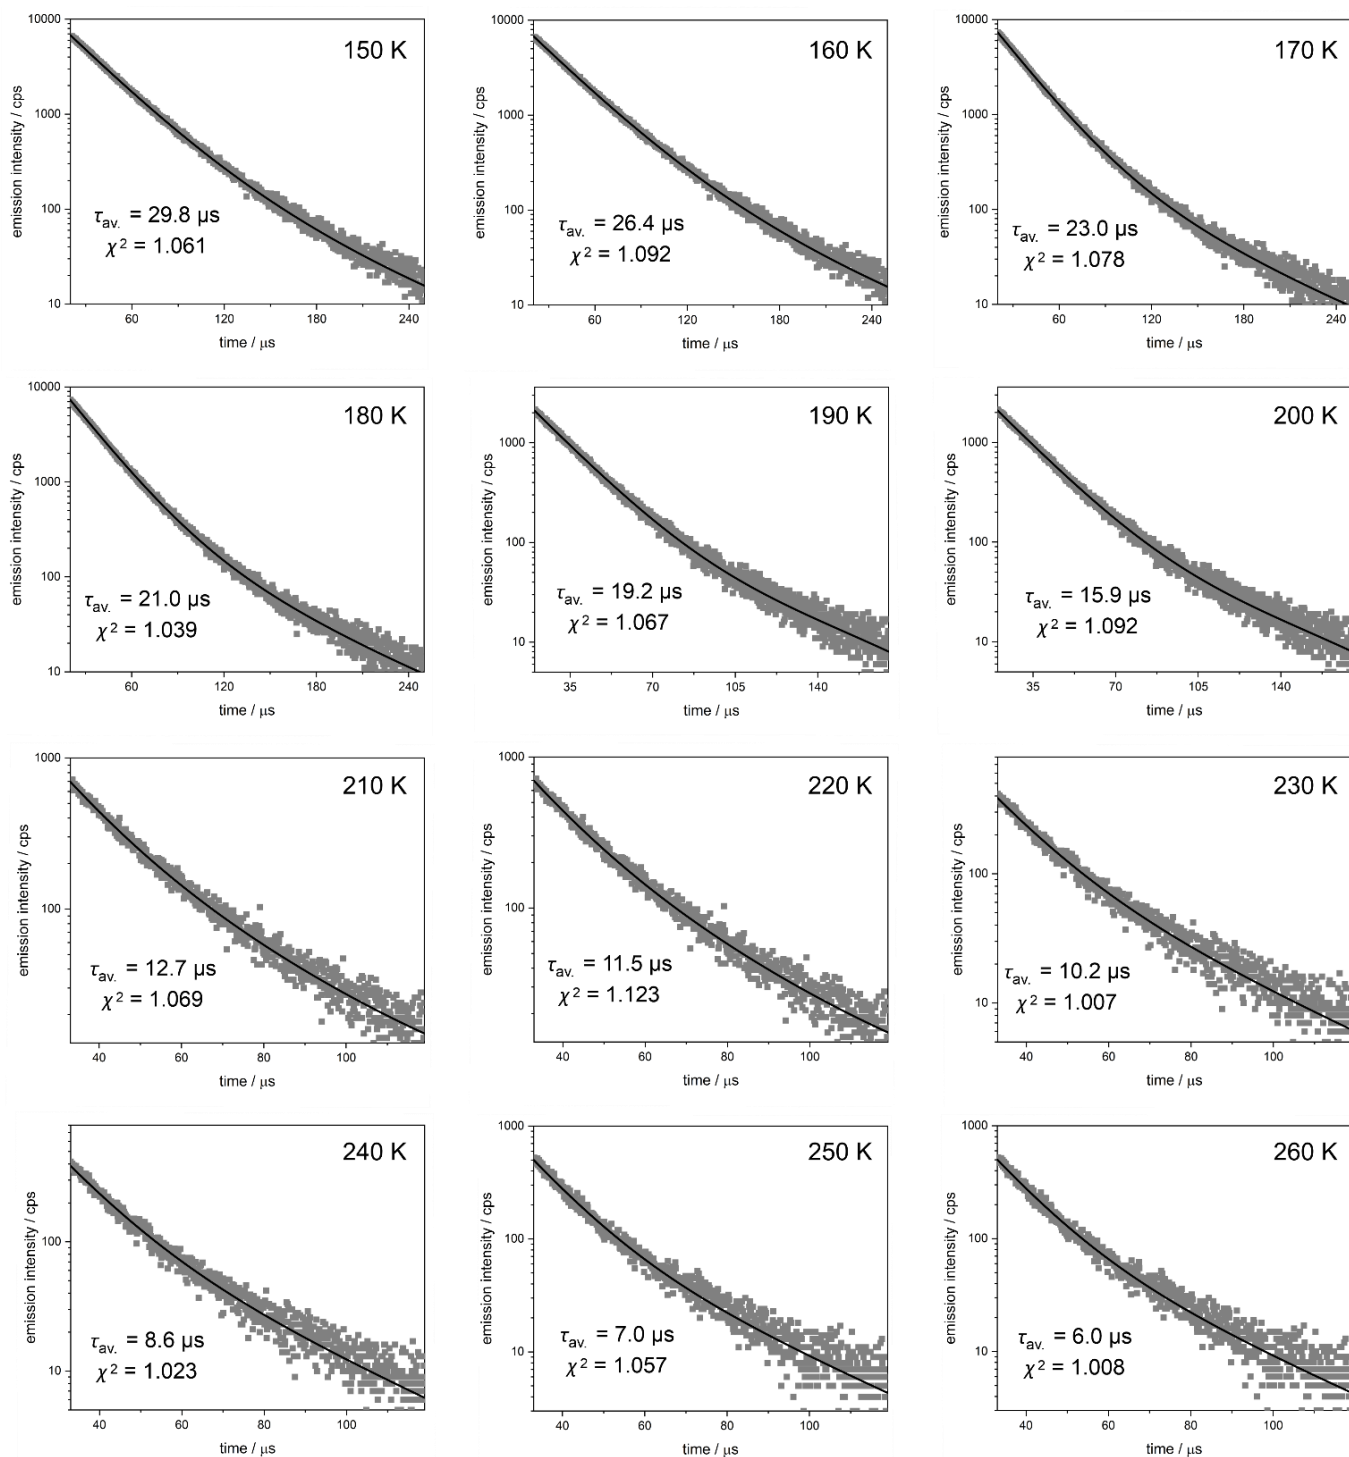 10000
1000
100
10
emission intensity / cps
150 K
τav. = 29.8 μs
χ² = 1.061
60 120 180 240
time / μs
10000
1000
100
10
emission intensity / cps
160 K
τav. = 26.4 μs
χ² = 1.092
60 120 180 240
time / μs
10000
1000
100
10
emission intensity / cps
170 K
τav. = 23.0 μs
χ² = 1.078
60 120 180 240
time / μs
10000
1000
100
10
emission intensity / cps
180 K
τav. = 21.0 μs
χ² = 1.039
60 120 180 240
time / μs
1000
100
10
emission intensity / cps
190 K
τav. = 19.2 μs
χ² = 1.067
35 70 105 140
time / μs
1000
100
10
emission intensity / cps
200 K
τav. = 15.9 μs
χ² = 1.092
35 70 105 140
time / μs
1000
100
emission intensity / cps
210 K
τav. = 12.7 μs
χ² = 1.069
40 60 80 100
time / μs
1000
100
emission intensity / cps
220 K
τav. = 11.5 μs
χ² = 1.123
40 60 80 100
time / μs
100
10
emission intensity / cps
230 K
τav. = 10.2 μs
χ² = 1.007
40 60 80 100
time / μs
100
10
emission intensity / cps
240 K
τav. = 8.6 μs
χ² = 1.023
40 60 80 100
time / μs
1000
100
10
emission intensity / cps
250 K
τav. = 7.0 μs
χ² = 1.057
40 60 80 100
time / μs
1000
100
10
emission intensity / cps
260 K
τav. = 6.0 μs
χ² = 1.008
40 60 80 100
time / μs